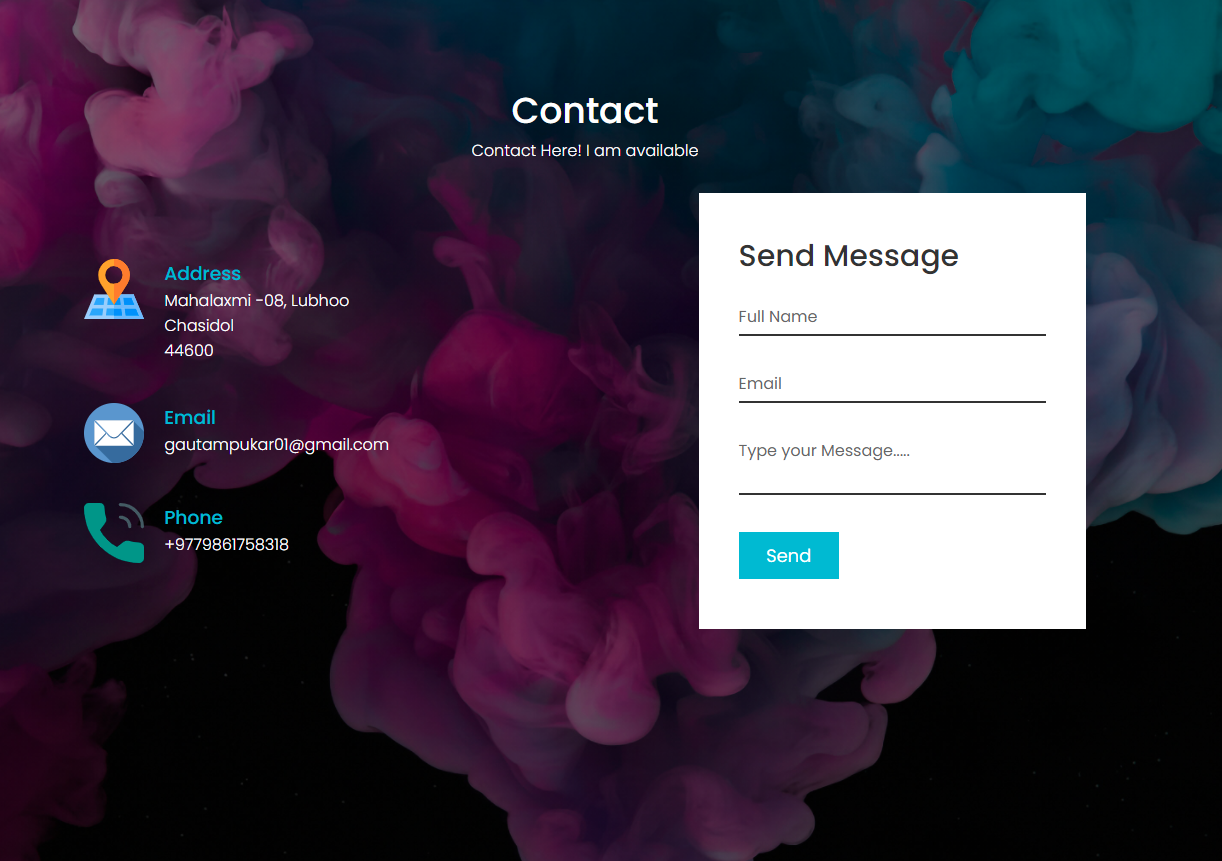 Contact
Contact Here! I am available
Address
Mahalaxmi -08, Lubhoo
Chasidol
44600
Email
gautampukar01@gmail.com
Phone
+9779861758318
Send Message
Full Name
Email
Type your Message.....
Send